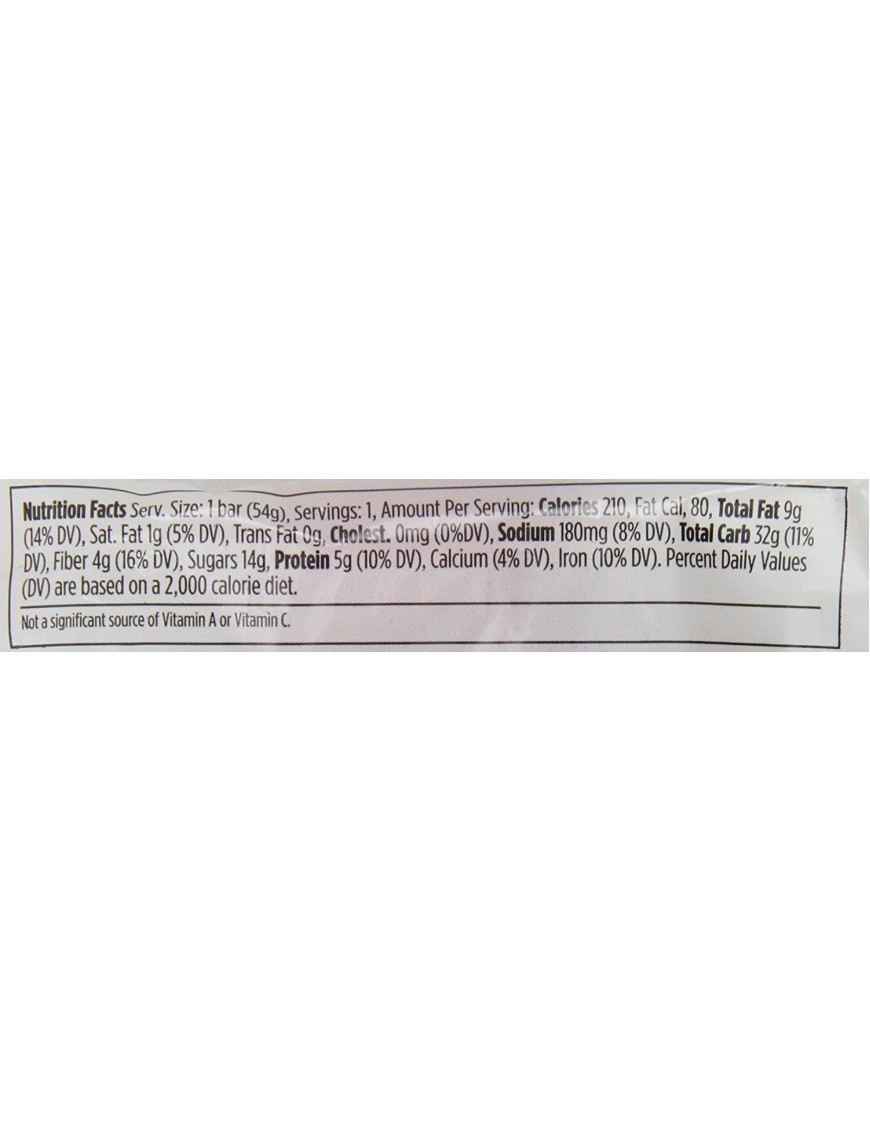 Nutrition Facts Serv. Size: 1 bar (54g), Servings: 1, Amount Per Serving: Calories 210, Fat Cal, 80, Total Fat 9g
(14% DV), Sat. Fat 1g (5% DV), Trans Fat 0g, Cholest. 0mg (0%DV), Sodium 180mg (8% DV), Total Carb 32g (11%
DV), Fiber 4g (16% DV), Sugars 14g, Protein 5g (10% DV), Calcium (4% DV), Iron (10% DV). Percent Daily Values
(DV) are based on a 2,000 calorie diet.
Not a significant source of Vitamin A or Vitamin C.